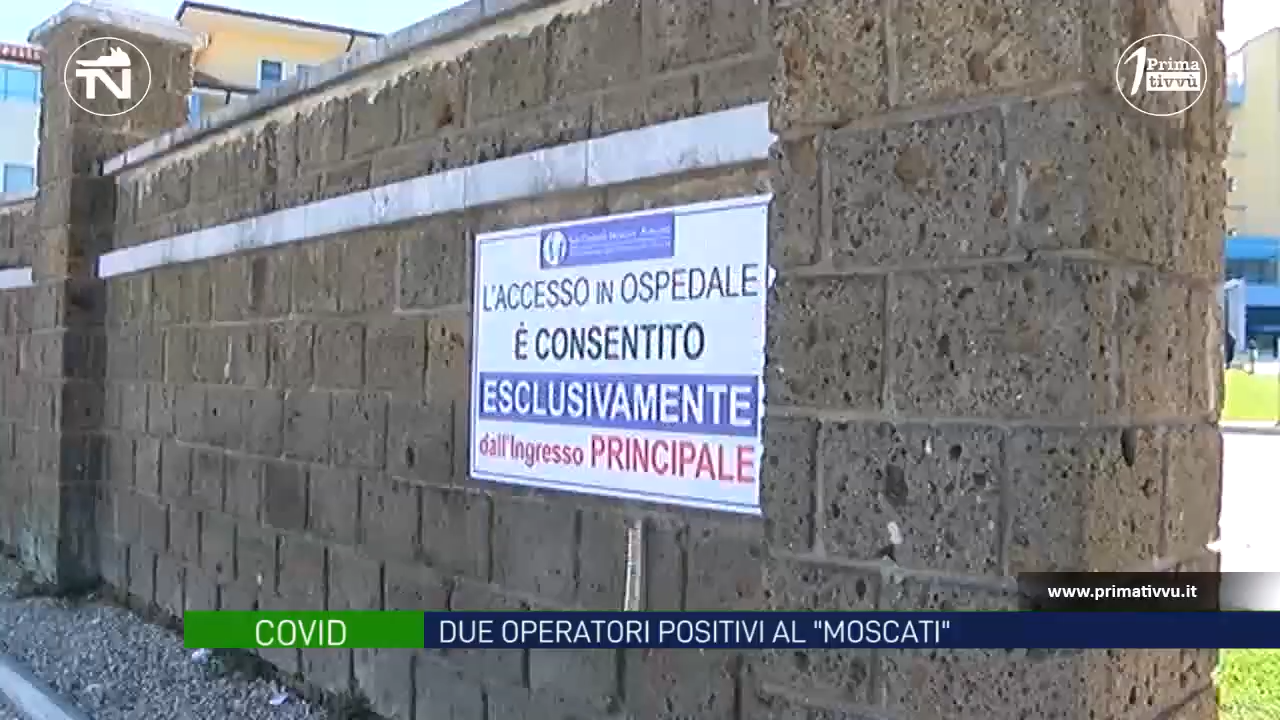 TN
1 Prima
tivvù
L'ACCESSO IN OSPEDALE
È CONSENTITO
ESCLUSIVAMENTE
dall'Ingresso PRINCIPALE
www.primativvu.it
COVID
DUE OPERATORI POSITIVI AL "MOSCATI"